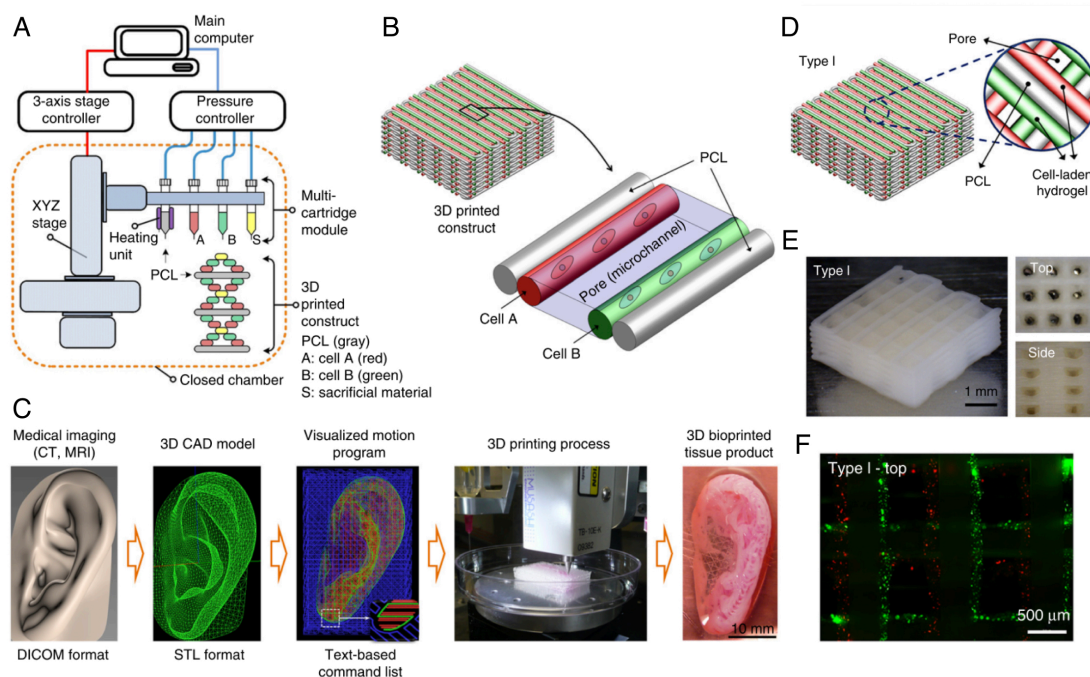 A
Main
computer
3-axis stage
controller
Pressure
controller
XYZ
stage
Heating
unit
A
B
S
PCL
Multi-
cartridge
module
3D
printed
construct
PCL (gray)
A: cell A (red)
B: cell B (green)
S: sacrificial material
Closed chamber
B
3D printed
construct
PCL
Pore (microchannel)
Cell A
Cell B
D
Type I
Pore
PCL
Cell-laden
hydrogel
E
Type I
1 mm
Top
Side
C
Medical imaging
(CT, MRI)
DICOM format
3D CAD model
STL format
Visualized motion
program
Text-based
command list
3D printing process
3D bioprinted
tissue product
10 mm
F
Type I - top
500 μm